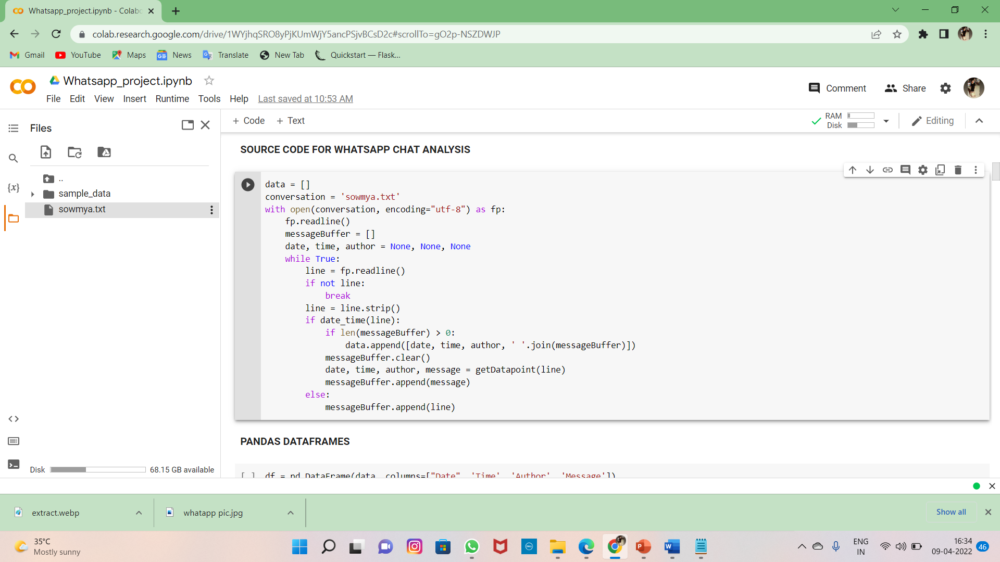 Whatsapp_project.ipynb - Colab
colab.research.google.com/drive/1WYjhqSRO8yPjKUmWjY5ancPSjvBCsD2c#scrollTo=gO2p-NSZDWJP
Gmail YouTube Maps News Translate New Tab Quickstart — Flask...
Whatsapp_project.ipynb
File Edit View Insert Runtime Tools Help Last saved at 10:53 AM
Comment Share
Files
+ Code + Text
RAM
Disk
Editing
..
sample_data
sowmya.txt
{x}
SOURCE CODE FOR WHATSAPP CHAT ANALYSIS
data = []
conversation = 'sowmya.txt'
with open(conversation, encoding="utf-8") as fp:
    fp.readline()
    messageBuffer = []
    date, time, author = None, None, None
    while True:
        line = fp.readline()
        if not line:
            break
        line = line.strip()
        if date_time(line):
            if len(messageBuffer) > 0:
                data.append([date, time, author, ' '.join(messageBuffer)])
            messageBuffer.clear()
            date, time, author, message = getDatapoint(line)
            messageBuffer.append(message)
        else:
            messageBuffer.append(line)
PANDAS DATAFRAMES
[ ] df = pd.DataFrame(data, columns=["Date", 'Time', 'Author', 'Message'])
Disk 68.15 GB available
extract.webp
whatapp pic.jpg
Show all
35°C
Mostly sunny
ENG
IN
16:34
09-04-2022
46